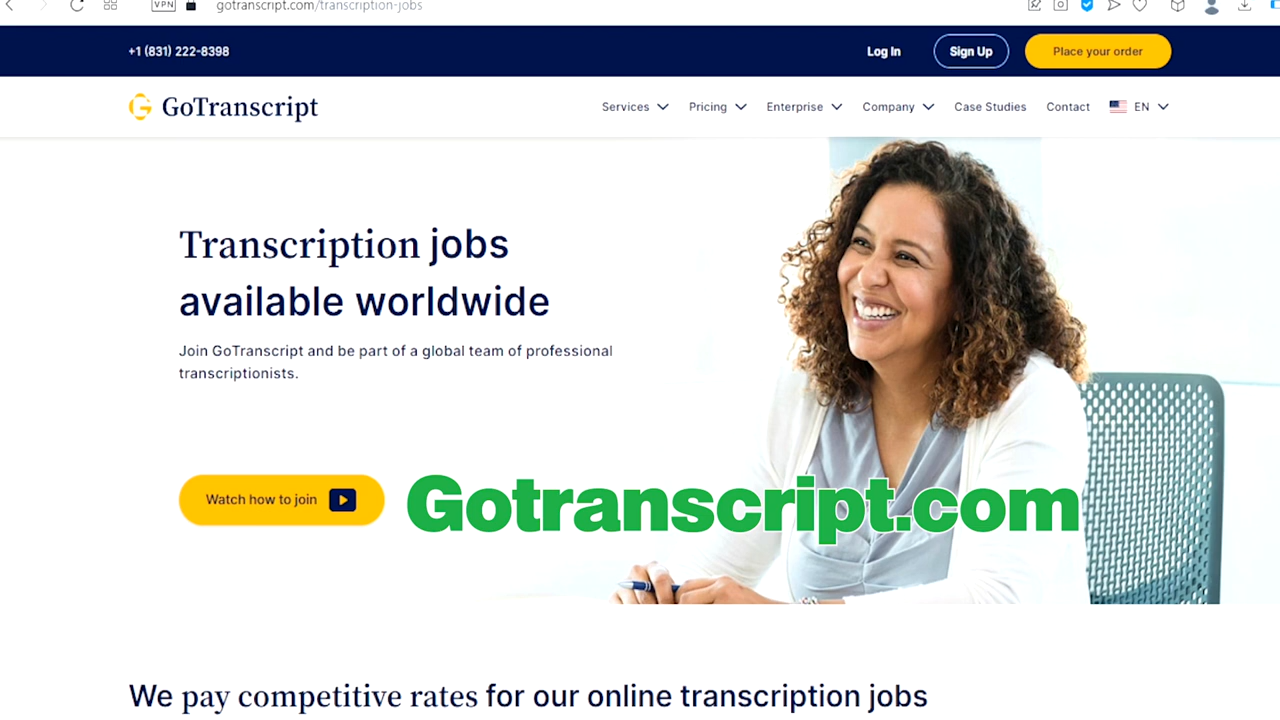 VPN gotranscript.com/transcription-jobs
+1 (831) 222-8398 Log In Sign Up Place your order
GoTranscript Services Pricing Enterprise Company Case Studies Contact EN
Transcription jobs
available worldwide
Join GoTranscript and be part of a global team of professional
transcriptionists.
Watch how to join
Gotranscript.com
We pay competitive rates for our online transcription jobs